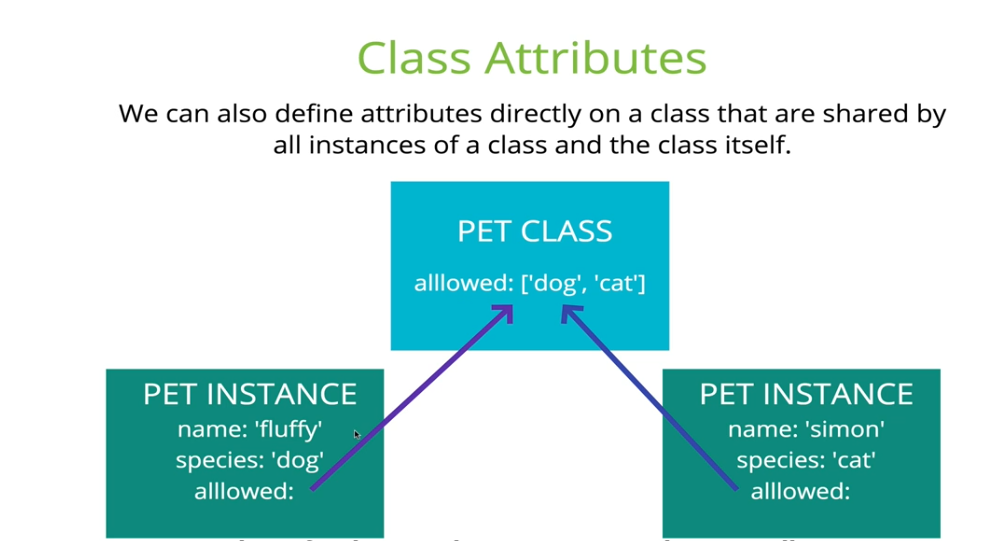 Class Attributes
We can also define attributes directly on a class that are shared by
all instances of a class and the class itself.
PET CLASS
alllowed: ['dog', 'cat']
PET INSTANCE
name: 'fluffy'
species: 'dog'
alllowed:
PET INSTANCE
name: 'simon'
species: 'cat'
alllowed: